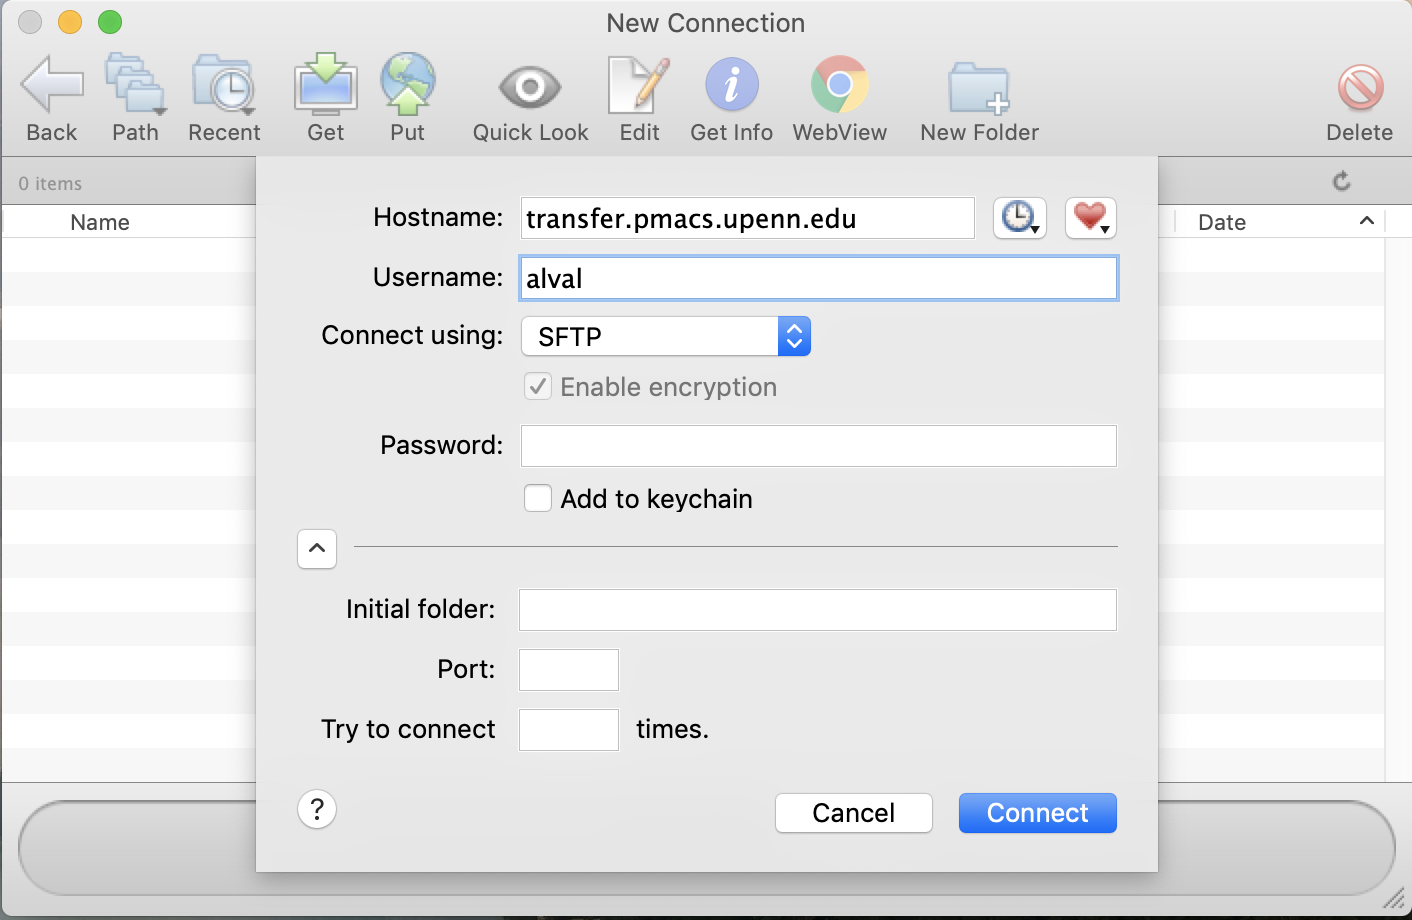 New Connection
Back Path Recent Get Put Quick Look Edit Get Info WebView New Folder Delete
0 items
Name Date
Hostname: transfer.pmacs.upenn.edu
Username: alval
Connect using: SFTP
Enable encryption
Password:
Add to keychain
Initial folder:
Port:
Try to connect times.
? Cancel Connect